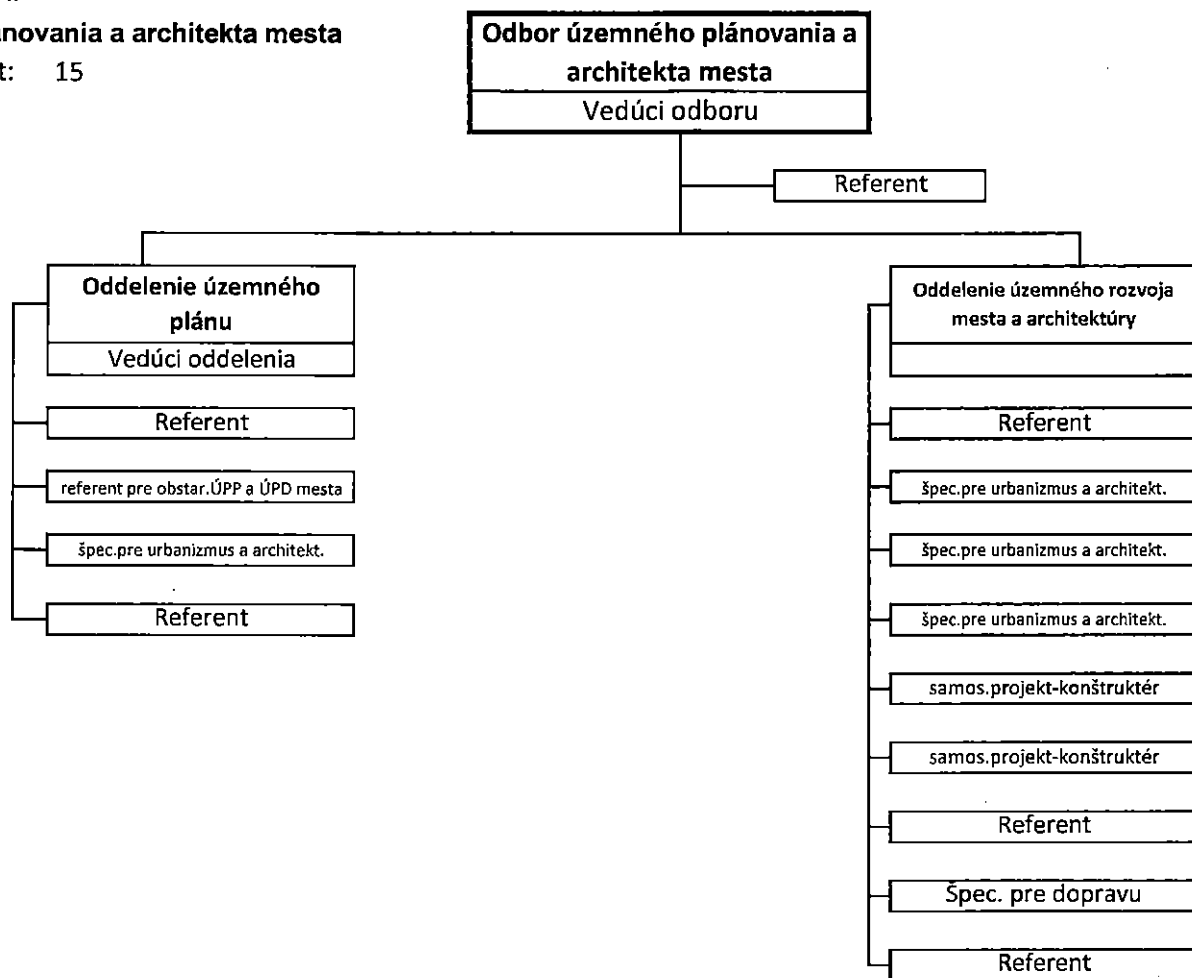 ánovania a architekta mesta
t: 15
Odbor územného plánovania a
architekta mesta
Vedúci odboru
Referent
Oddelenie územného
plánu
Vedúci oddelenia
Referent
referent pre obstar.ÚPP a ÚPD mesta
špec.pre urbanizmus a architekt.
Referent
Oddelenie územného rozvoja
mesta a architektúry
Referent
špec.pre urbanizmus a architekt.
špec.pre urbanizmus a architekt.
špec.pre urbanizmus a architekt.
samos.projekt-konštruktér
samos.projekt-konštruktér
Referent
Špec. pre dopravu
Referent